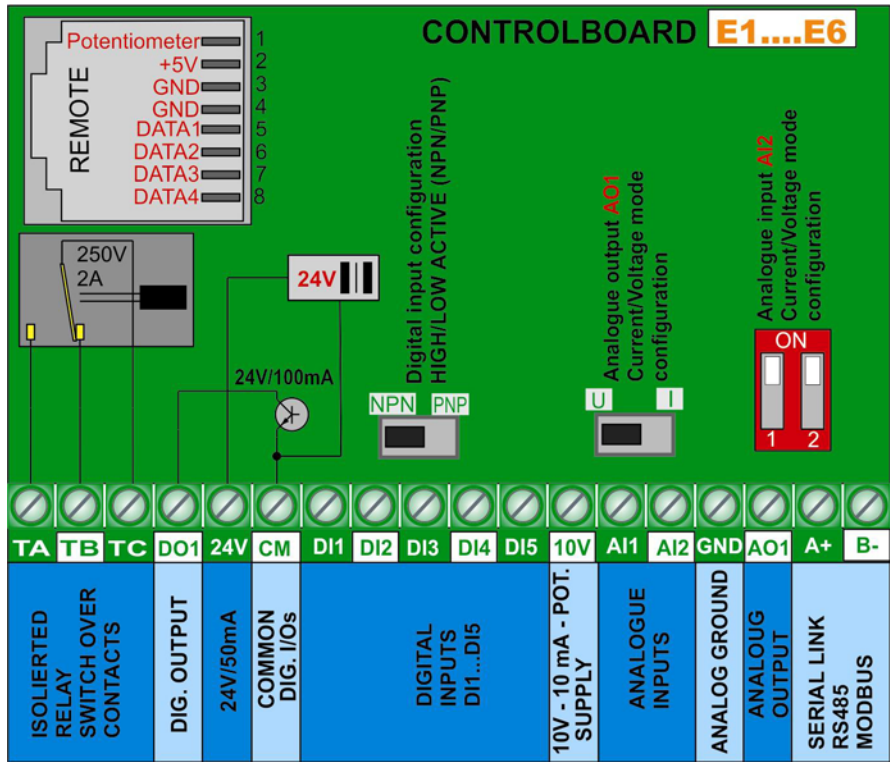 CONTROLBOARD E1....E6
Potentiometer 1
+5V 2
GND 3
GND 4
DATA1 5
DATA2 6
DATA3 7
DATA4 8
REMOTE
250V
2A
24V
24V/100mA
Digital input configuration
HIGH/LOW ACTIVE (NPN/PNP)
NPN PNP
Analogue output AO1
Current/Voltage mode
configuration
U I
Analogue input AI2
Current/Voltage mode
configuration
ON
1 2
TA TB TC DO1 24V CM DI1 DI2 DI3 DI4 DI5 10V AI1 AI2 GND AO1 A+ B-
ISOLIERTED
RELAY
SWITCH OVER
CONTACTS
DIG. OUTPUT
24V/50mA
COMMON
DIG. I/Os
DIGITAL
INPUTS
DI1...DI5
10V - 10 mA - POT.
SUPPLY
ANALOGUE
INPUTS
ANALOG GROUND
ANALOUG
OUTPUT
SERIAL LINK
RS485
MODBUS